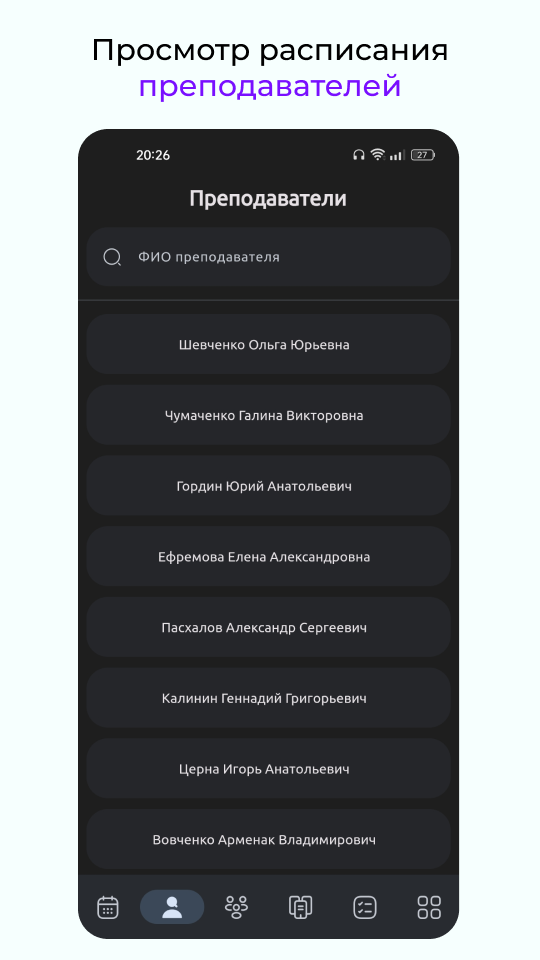 Просмотр расписания
преподавателей
20:26
27
Преподаватели
ФИО преподавателя
Шевченко Ольга Юрьевна
Чумаченко Галина Викторовна
Гордин Юрий Анатольевич
Ефремова Елена Александровна
Пасхалов Александр Сергеевич
Калинин Геннадий Григорьевич
Церна Игорь Анатольевич
Вовченко Арменак Владимирович